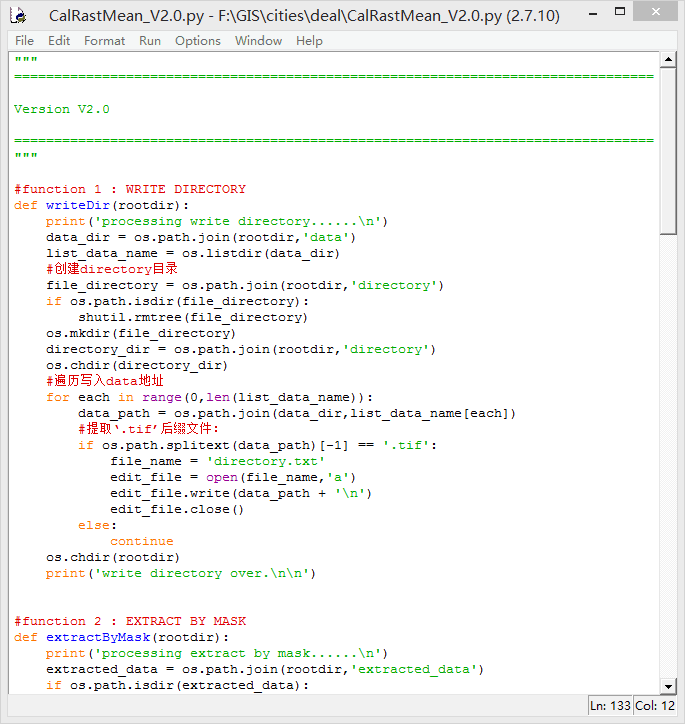 CalRastMean_V2.0.py - F:\GIS\cities\deal\CalRastMean_V2.0.py (2.7.10)
File Edit Format Run Options Window Help
"""
================================================================================
Version V2.0
================================================================================
"""
#function 1 : WRITE DIRECTORY
def writeDir(rootdir):
    print('processing write directory......\n')
    data_dir = os.path.join(rootdir,'data')
    list_data_name = os.listdir(data_dir)
    #创建directory目录
    file_directory = os.path.join(rootdir,'directory')
    if os.path.isdir(file_directory):
        shutil.rmtree(file_directory)
    os.mkdir(file_directory)
    directory_dir = os.path.join(rootdir,'directory')
    os.chdir(directory_dir)
    #遍历写入data地址
    for each in range(0,len(list_data_name)):
        data_path = os.path.join(data_dir,list_data_name[each])
        #提取‘.tif’后缀文件:
        if os.path.splitext(data_path)[-1] == '.tif':
            file_name = 'directory.txt'
            edit_file = open(file_name,'a')
            edit_file.write(data_path + '\n')
            edit_file.close()
        else:
            continue
    os.chdir(rootdir)
    print('write directory over.\n\n')
#function 2 : EXTRACT BY MASK
def extractByMask(rootdir):
    print('processing extract by mask......\n')
    extracted_data = os.path.join(rootdir,'extracted_data')
    if os.path.isdir(extracted_data):
Ln: 133 Col: 12